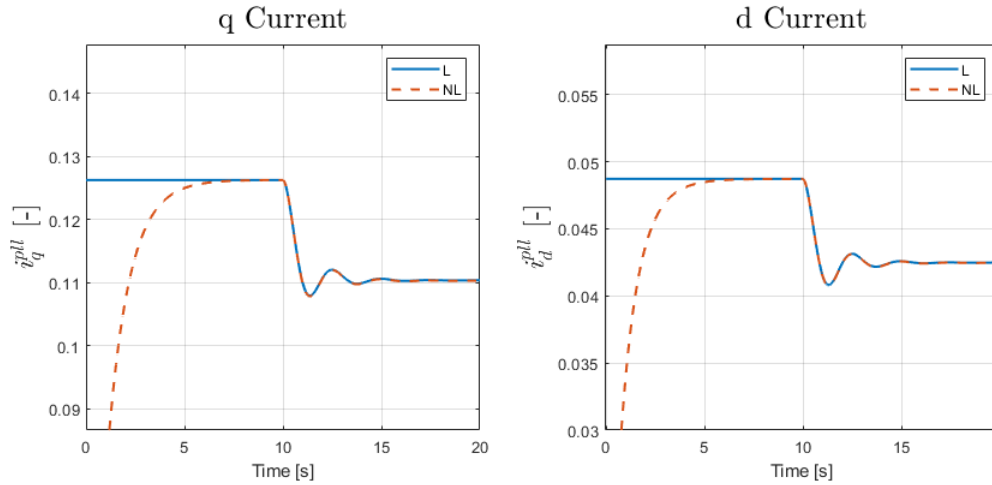 q Current
L
NL
0.14
0.13
0.12
0.11
0.1
0.09
i_q^{pll} [-]
0 5 10 15 20
Time [s]
d Current
L
NL
0.055
0.05
0.045
0.04
0.035
0.03
i_d^{pll} [-]
0 5 10 15
Time [s]